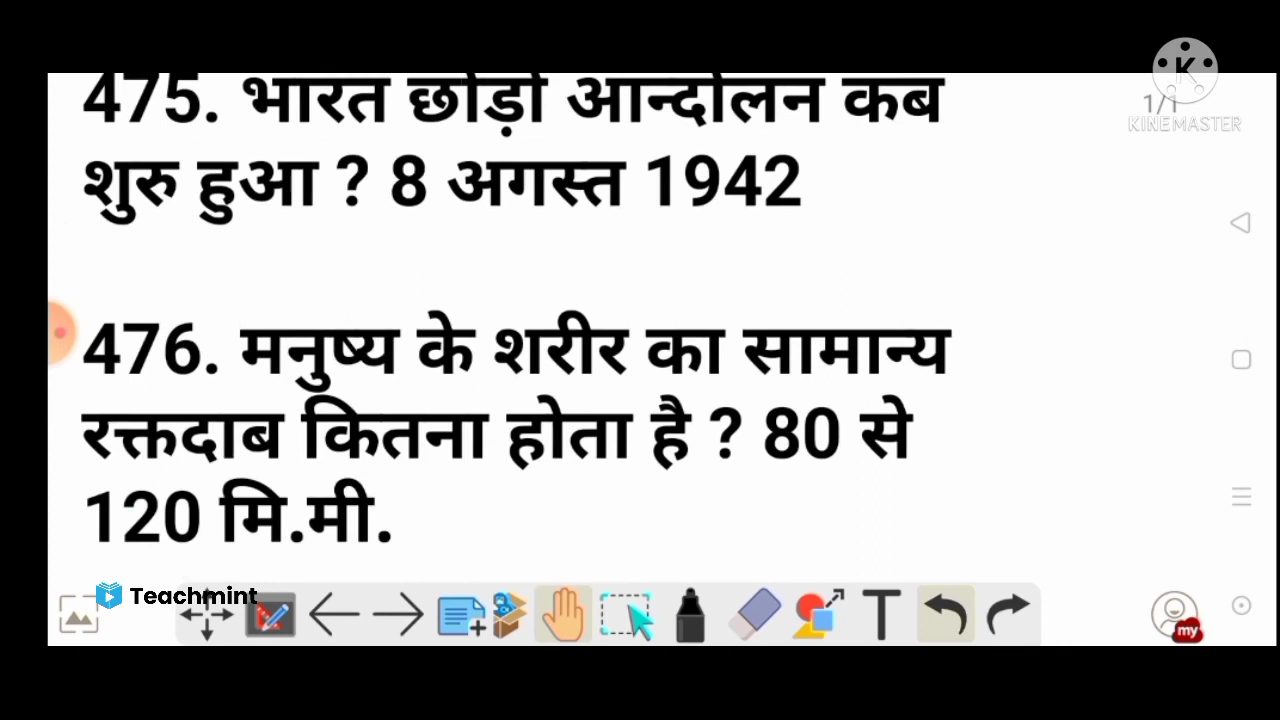 475. भारत छोड़ो आन्दोलन कब
शुरु हुआ ? 8 अगस्त 1942
476. मनुष्य के शरीर का सामान्य
रक्तदाब कितना होता है ? 80 से
120 मि.मी.
1/1
KINEMASTER
Teachmint
my